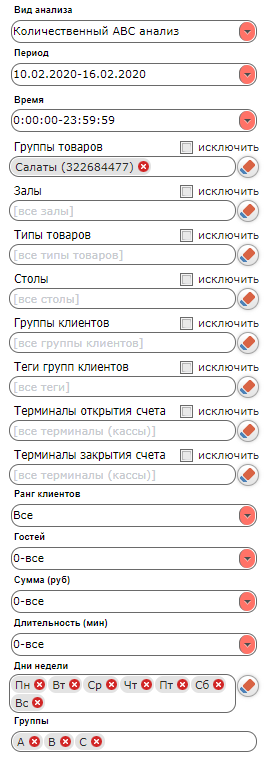 Вид анализа
Количественный ABC анализ
Период
10.02.2020-16.02.2020
Время
0:00:00-23:59:59
Группы товаров исключить
Салаты (322684477)
Залы исключить
[все залы]
Типы товаров исключить
[все типы товаров]
Столы исключить
[все столы]
Группы клиентов исключить
[все группы клиентов]
Теги групп клиентов исключить
[все теги]
Терминалы открытия счета исключить
[все терминалы (кассы)]
Терминалы закрытия счета исключить
[все терминалы (кассы)]
Ранг клиентов
Все
Гостей
0-все
Сумма (руб)
0-все
Длительность (мин)
0-все
Дни недели
Пн Вт Ср Чт Пт Сб
Вс
Группы
A B C